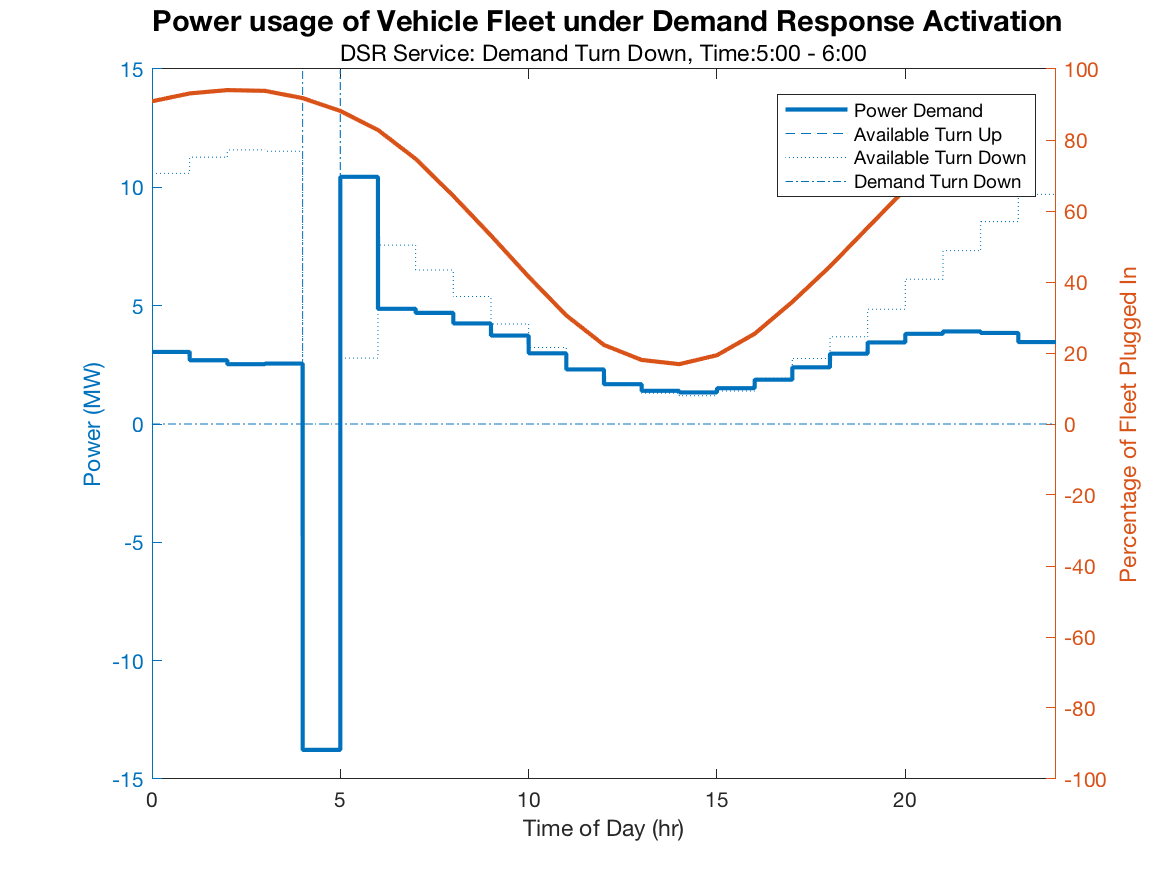 Power usage of Vehicle Fleet under Demand Response Activation
DSR Service: Demand Turn Down, Time:5:00 - 6:00
Power Demand
Available Turn Up
Available Turn Down
Demand Turn Down
15
10
5
0
-5
-10
-15
Power (MW)
100
80
60
40
20
0
-20
-40
-60
-80
-100
Percentage of Fleet Plugged In
0 5 10 15 20
Time of Day (hr)